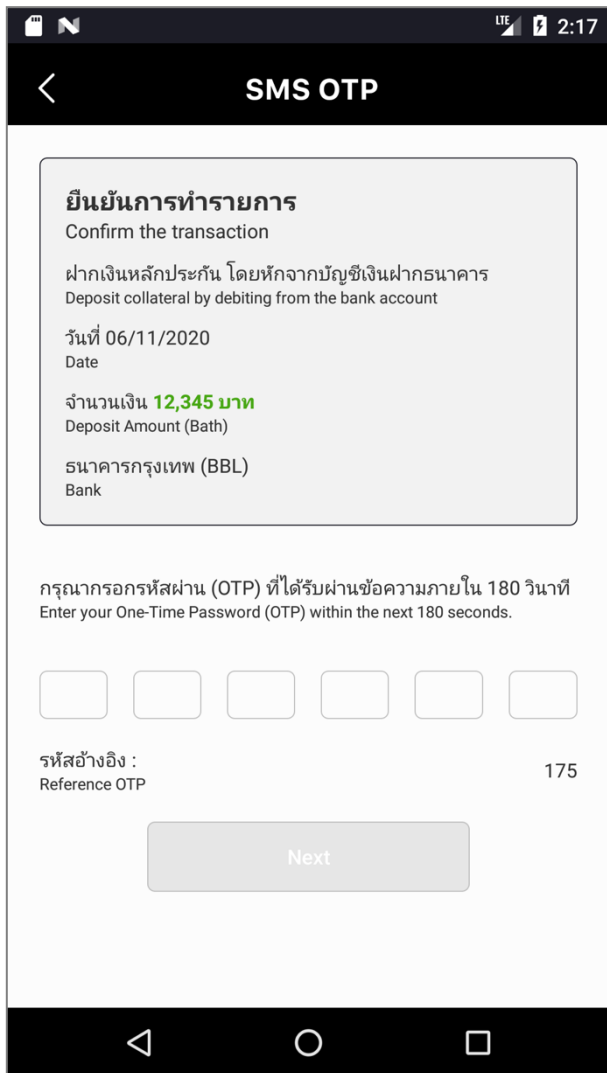 LTE 2:17
SMS OTP
ยืนยันการทำรายการ
Confirm the transaction
ฝากเงินหลักประกัน โดยหักจากบัญชีเงินฝากธนาคาร
Deposit collateral by debiting from the bank account
วันที่ 06/11/2020
Date
จำนวนเงิน 12,345 บาท
Deposit Amount (Bath)
ธนาคารกรุงเทพ (BBL)
Bank
กรุณากรอกรหัสผ่าน (OTP) ที่ได้รับผ่านข้อความภายใน 180 วินาที
Enter your One-Time Password (OTP) within the next 180 seconds.
รหัสอ้างอิง :
Reference OTP
175
Next